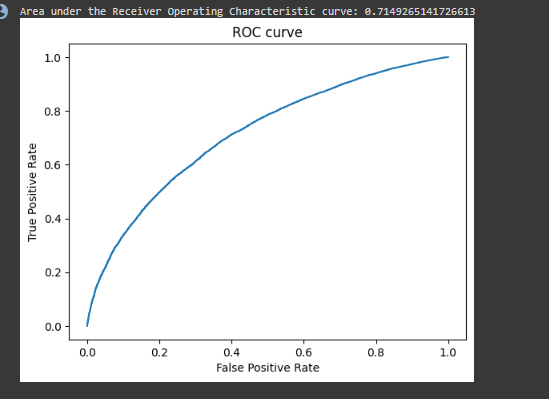 Area under the Receiver Operating Characteristic curve: 0.7149265141726613
ROC curve
1.0
0.8
0.6
0.4
0.2
0.0
True Positive Rate
0.0 0.2 0.4 0.6 0.8 1.0
False Positive Rate